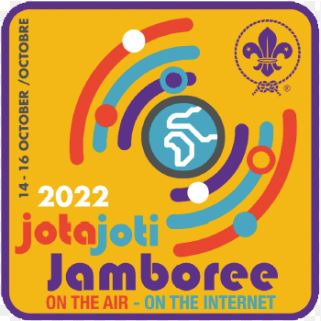 14 - 16 OCTOBER /OCTOBRE
®
2022
jotajoti
Jamboree
ON THE AIR - ON THE INTERNET